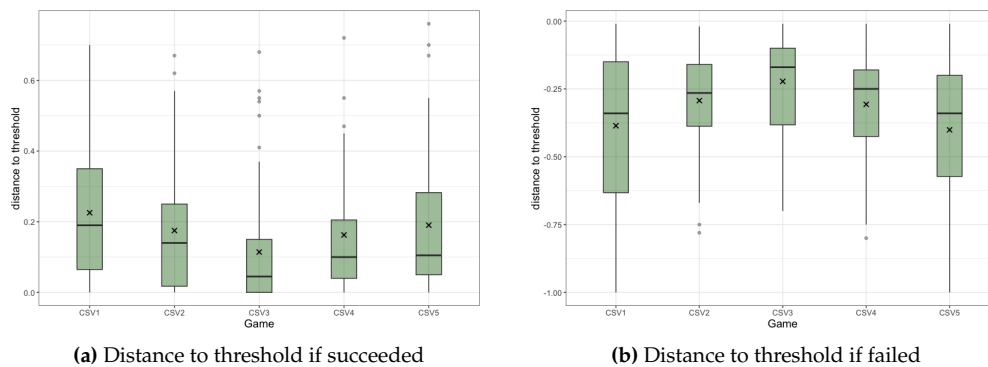 distance to threshold
0.6
0.4
0.2
0.0
CSV1 CSV2 CSV3 CSV4 CSV5
Game
(a) Distance to threshold if succeeded
distance to threshold
0.00
-0.25
-0.50
-0.75
-1.00
CSV1 CSV2 CSV3 CSV4 CSV5
Game
(b) Distance to threshold if failed